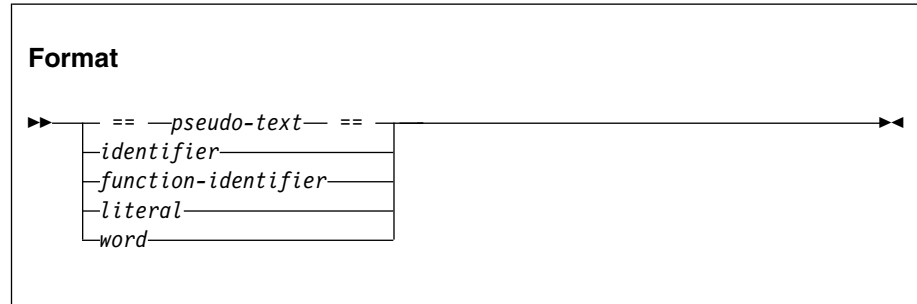 Format
== pseudo-text ==
identifier
function-identifier
literal
word